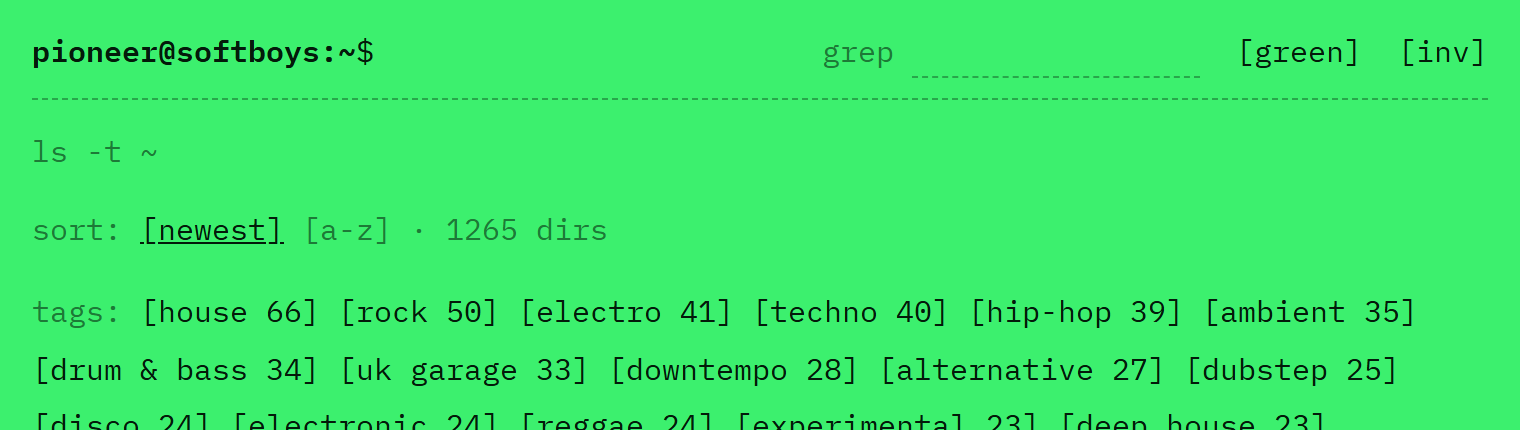 pioneer@softboys:~$ grep [green] [inv]
ls -t ~
sort: [newest] [a-z] · 1265 dirs
tags: [house 66] [rock 50] [electro 41] [techno 40] [hip-hop 39] [ambient 35]
[drum & bass 34] [uk garage 33] [downtempo 28] [alternative 27] [dubstep 25]
[disco 24] [electronic 24] [reggae 24] [experimental 23] [deep house 23]